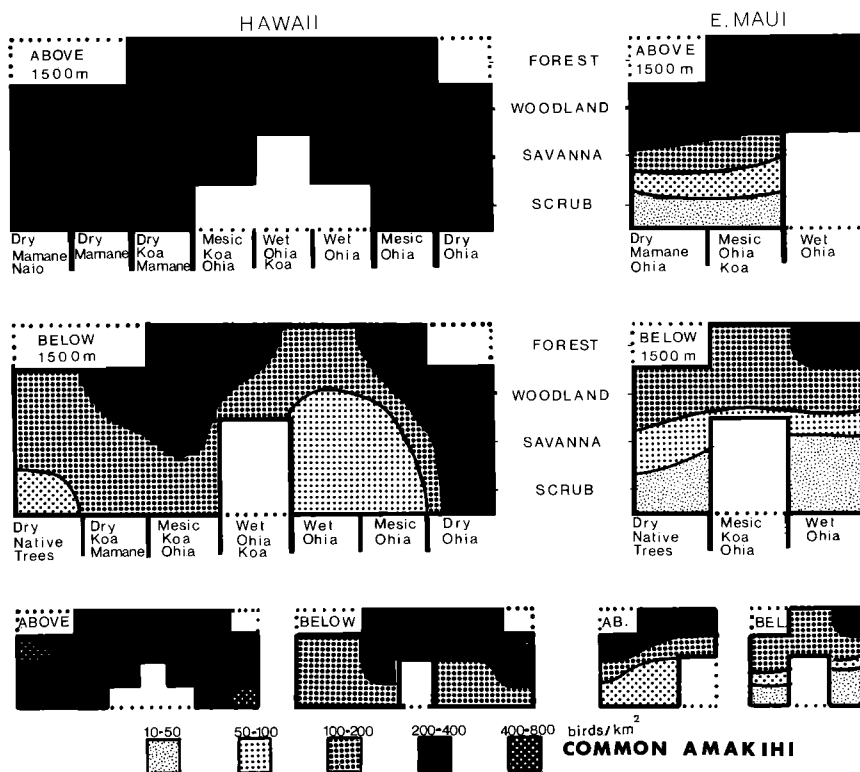 HAWAII
E. MAUI
ABOVE
1500m
FOREST
WOODLAND
SAVANNA
SCRUB
ABOVE
1500m
Dry
Mamane
Naio
Dry
Mamane
Dry
Koa
Mamane
Mesic
Koa
Ohia
Wet
Ohia
Koa
Wet
Ohia
Mesic
Ohia
Dry
Ohia
Dry
Mamane
Ohia
Mesic
Ohia
Koa
Wet
Ohia
BELOW
1500m
FOREST
WOODLAND
SAVANNA
SCRUB
BELOW
1500m
Dry
Native
Trees
Dry
Koa
Mamane
Mesic
Koa
Ohia
Wet
Ohia
Koa
Wet
Ohia
Mesic
Ohia
Dry
Ohia
Dry
Native
Trees
Mesic
Koa
Ohia
Wet
Ohia
ABOVE
BELOW
AB.
BEL.
10-50 50-100 100-200 200-400 400-800 birds/km²
COMMON AMAKIHI